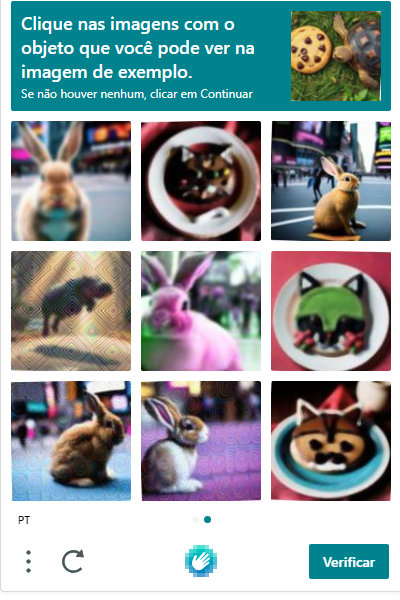 Clique nas imagens com o
objeto que você pode ver na
imagem de exemplo.
Se não houver nenhum, clicar em Continuar
PT
Verificar